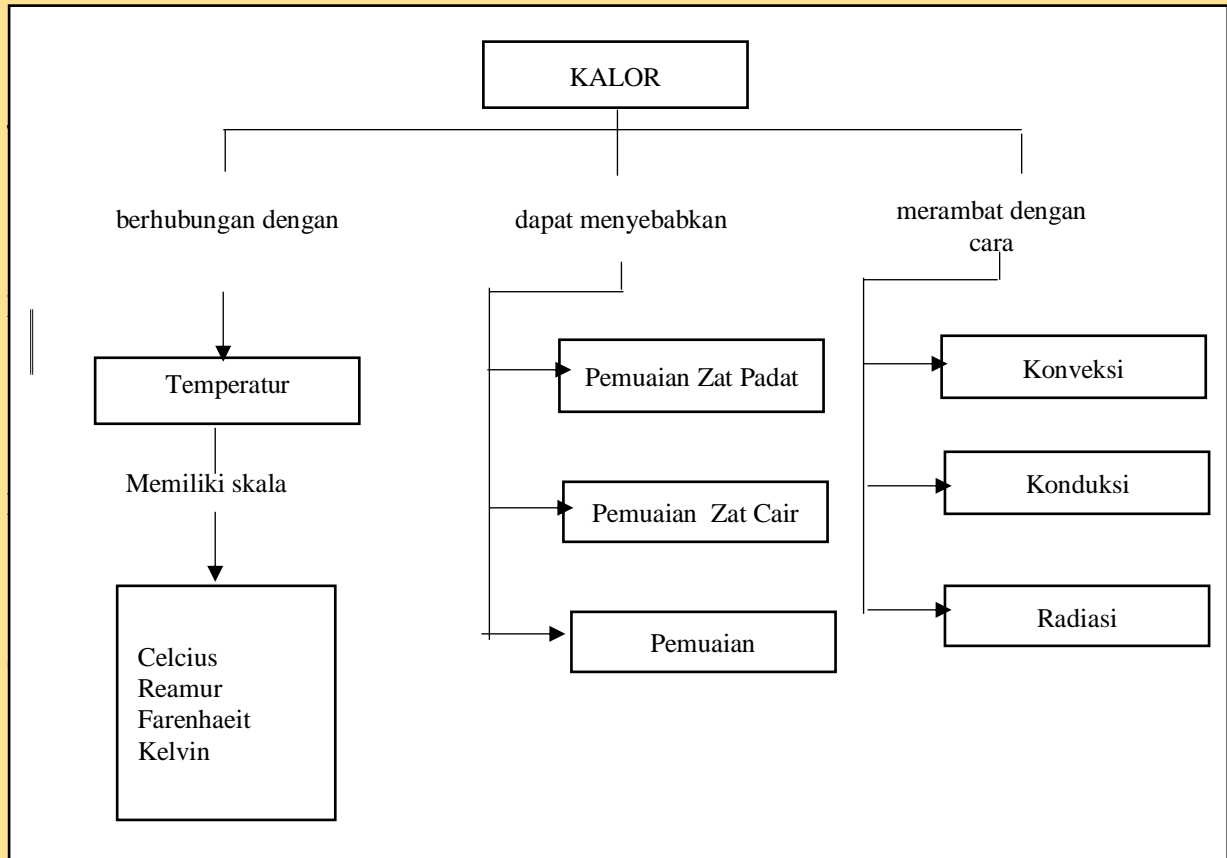 KALOR
berhubungan dengan
dapat menyebabkan
merambat dengan
cara
Temperatur
Memiliki skala
Celcius
Reamur
Farenhaeit
Kelvin
Pemuaian Zat Padat
Pemuaian Zat Cair
Pemuaian
Konveksi
Konduksi
Radiasi